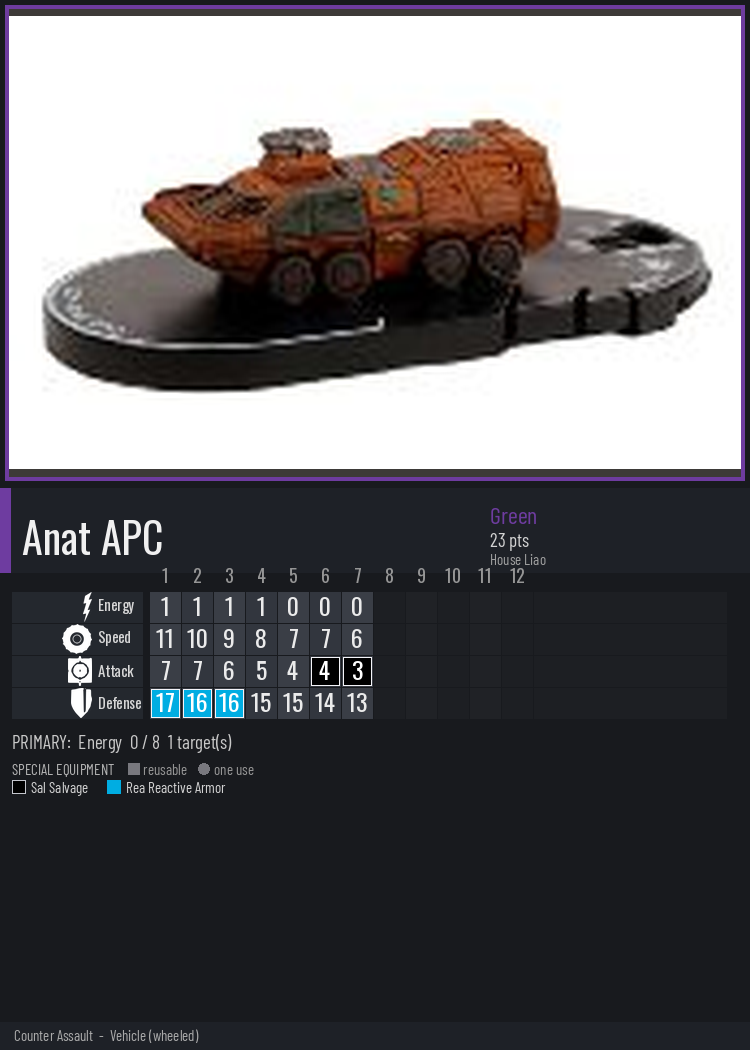 Anat APC
Green
23 pts
House Liao
1 2 3 4 5 6 7 8 9 10 11 12
Energy 1 1 1 1 0 0 0
Speed 11 10 9 8 7 7 6
Attack 7 7 6 5 4 4 3
Defense 17 16 16 15 15 14 13
PRIMARY: Energy 0 / 8 1 target(s)
SPECIAL EQUIPMENT reusable one use
Sal Salvage Rea Reactive Armor
Counter Assault - Vehicle (wheeled)